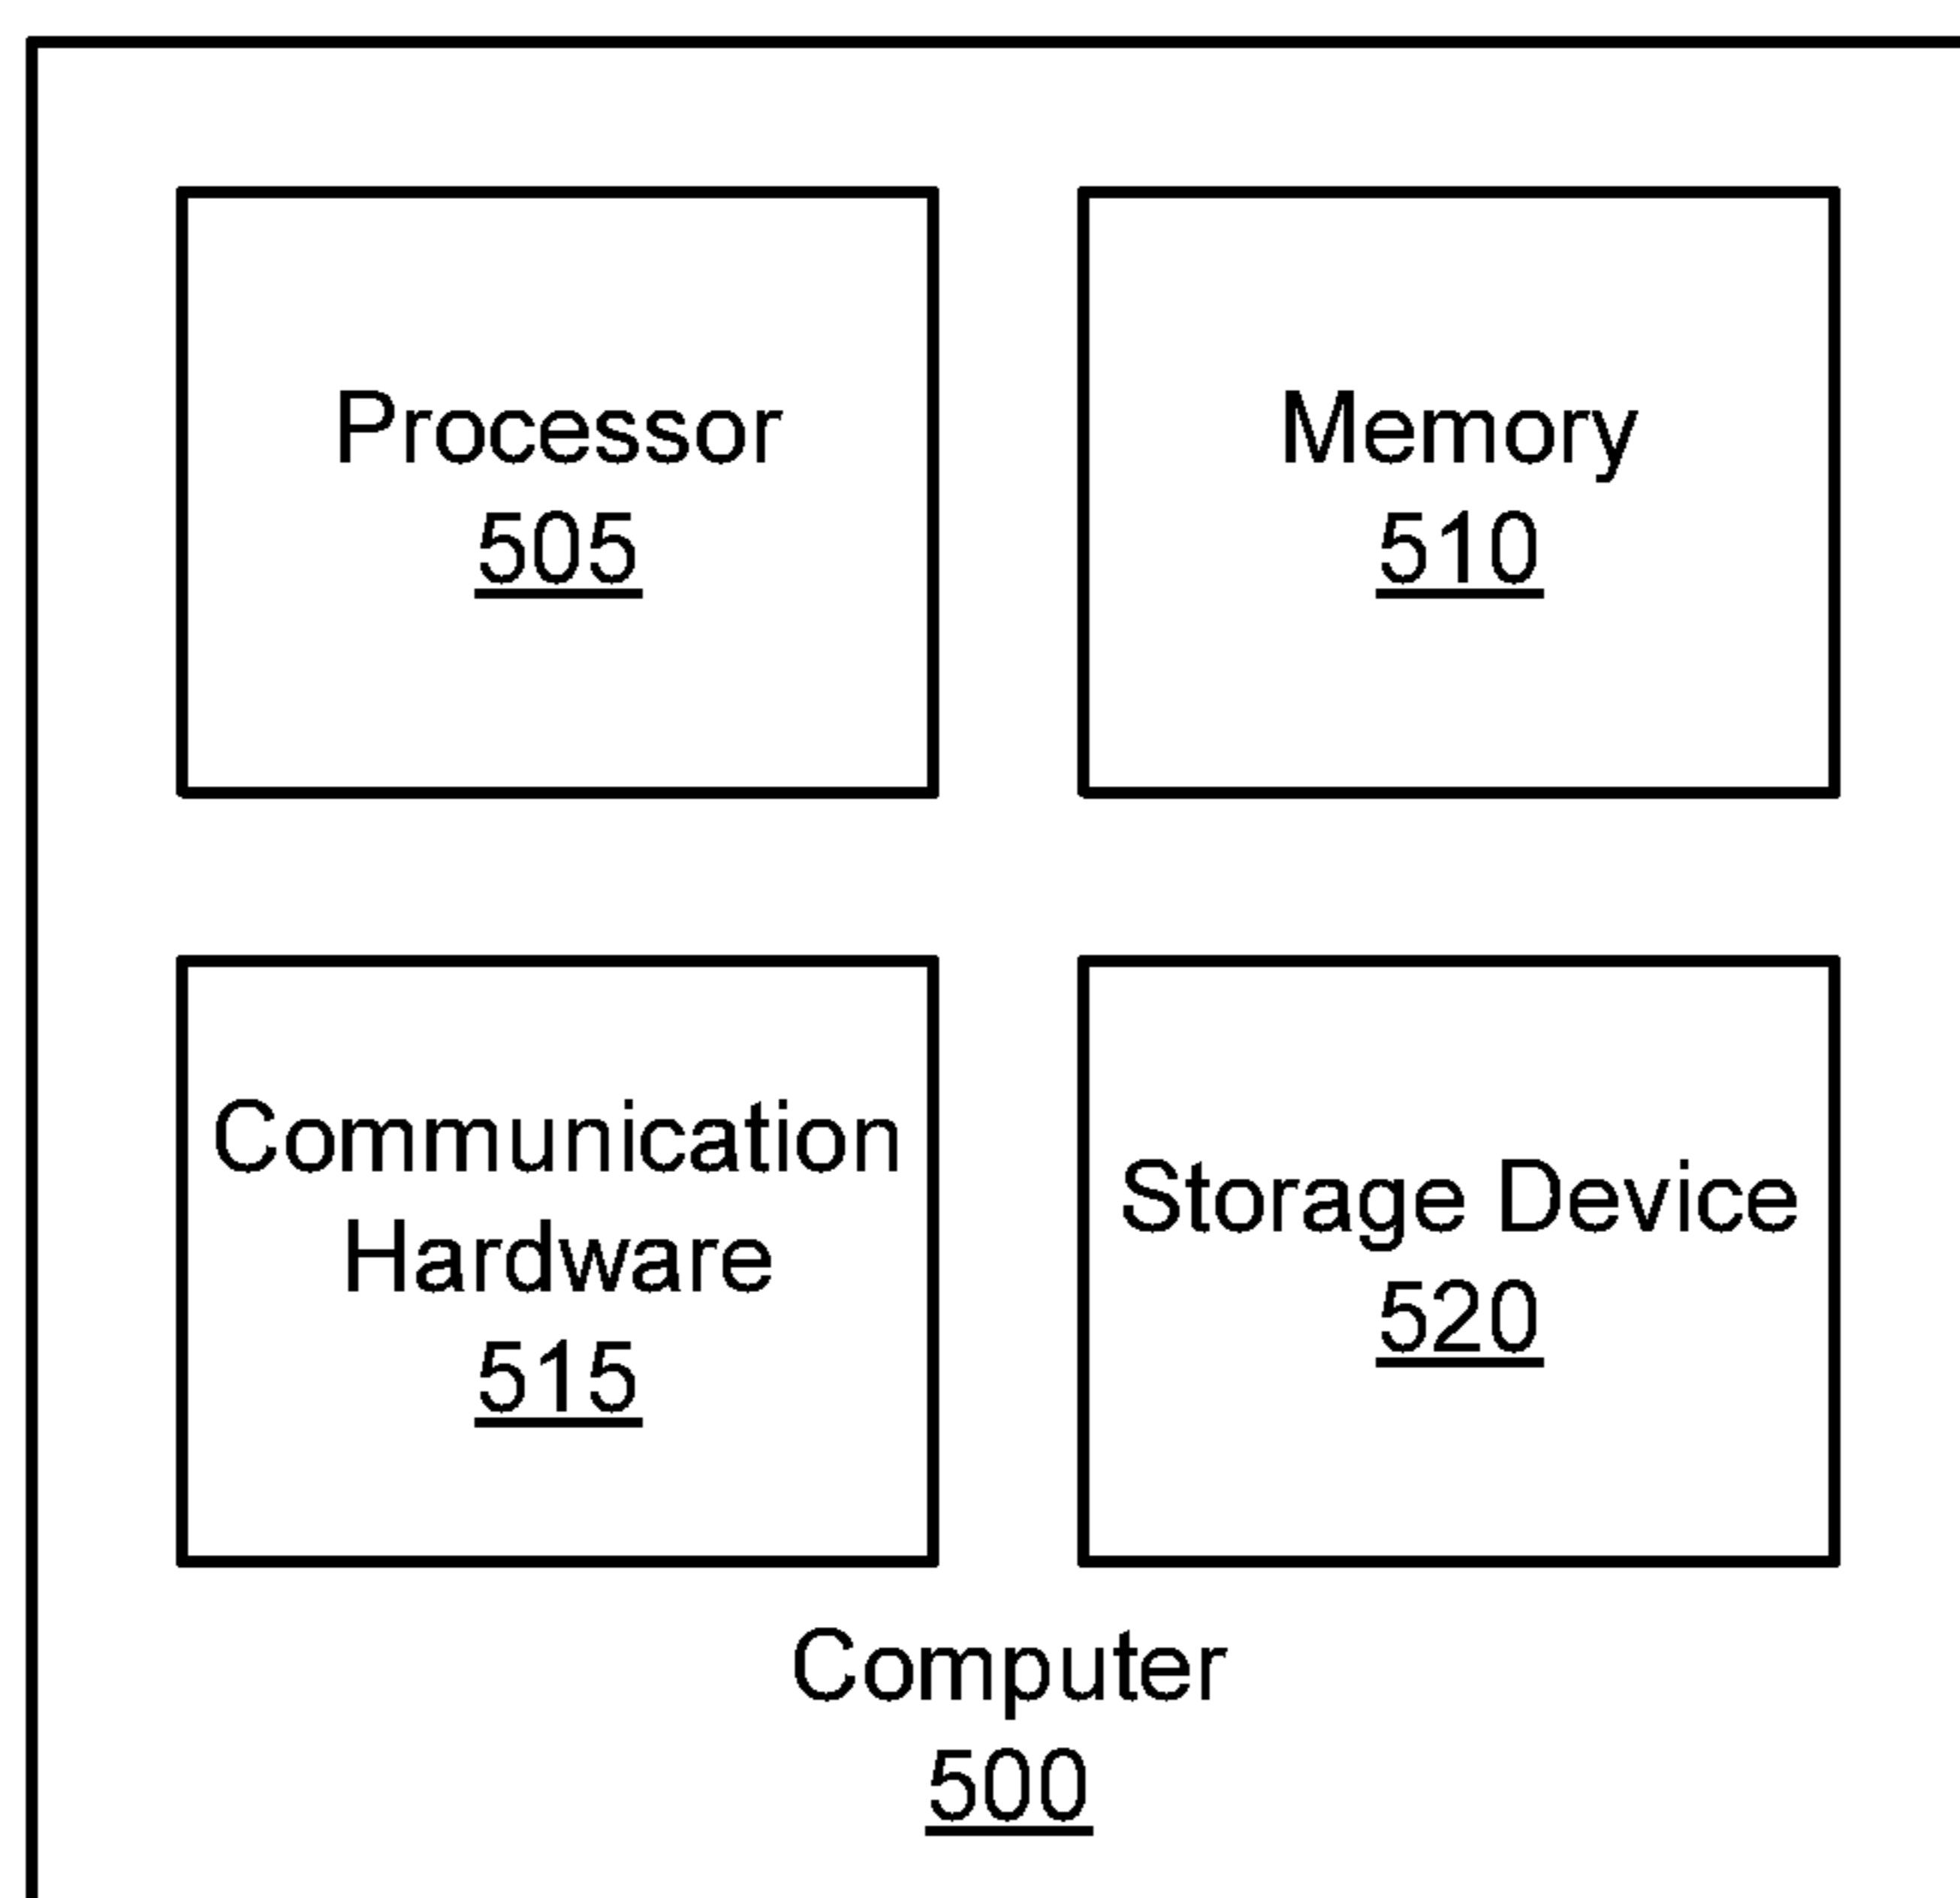 Processor
505
Memory
510
Communication
Hardware
515
Storage Device
520
Computer
500